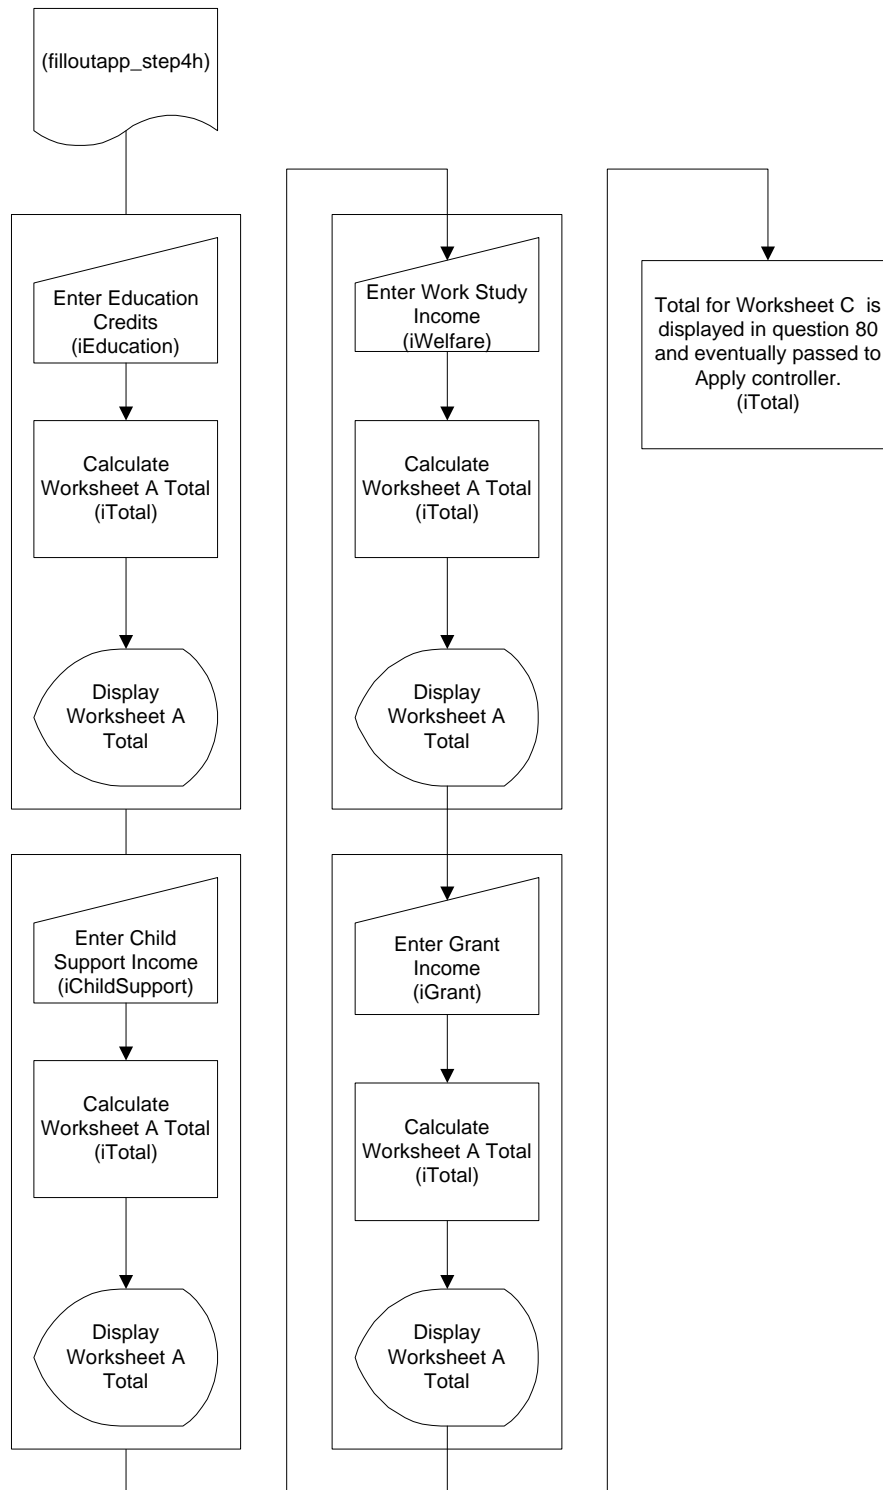 (filloutapp_step4h)
Enter Education
Credits
(iEducation)
Calculate
Worksheet A Total
(iTotal)
Display
Worksheet A
Total
Enter Child
Support Income
(iChildSupport)
Calculate
Worksheet A Total
(iTotal)
Display
Worksheet A
Total
Enter Work Study
Income
(iWelfare)
Calculate
Worksheet A Total
(iTotal)
Display
Worksheet A
Total
Enter Grant
Income
(iGrant)
Calculate
Worksheet A Total
(iTotal)
Display
Worksheet A
Total
Total for Worksheet C is
displayed in question 80
and eventually passed to
Apply controller.
(iTotal)